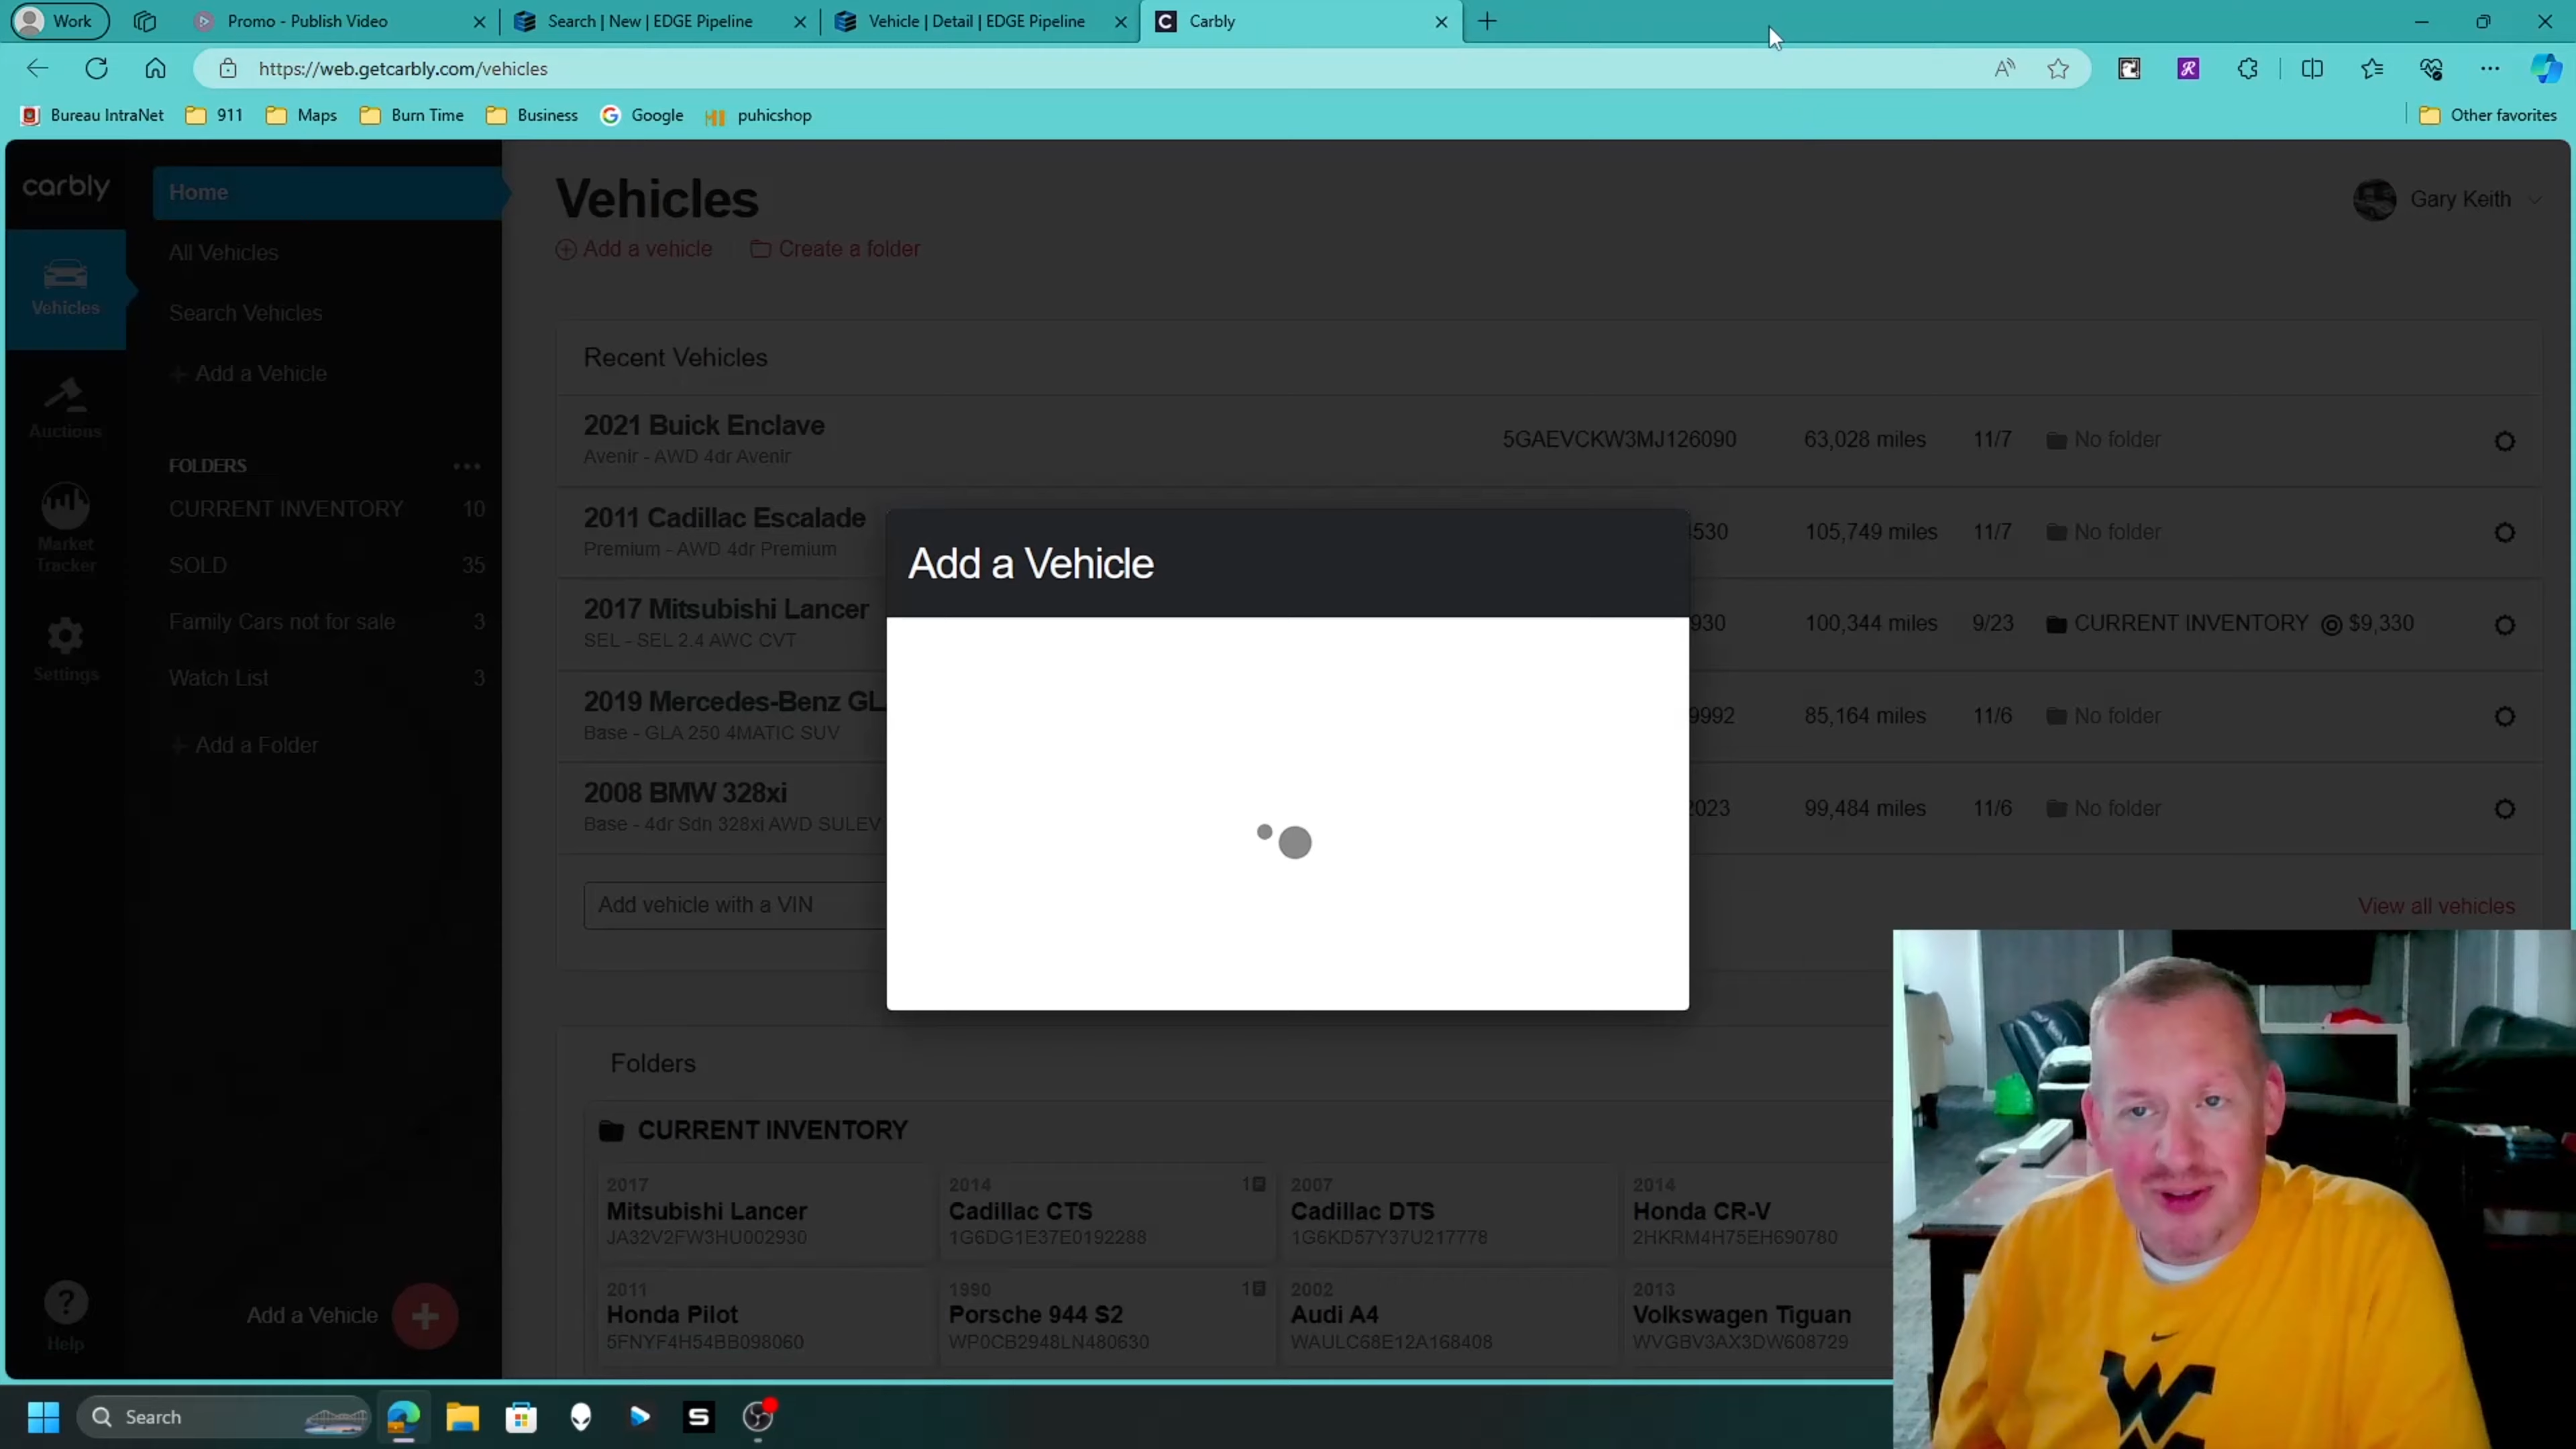 Work
Promo - Publish Video
Search | New | EDGE Pipeline
Vehicle | Detail | EDGE Pipeline
C Carbly
https://web.getcarbly.com/vehicles
Bureau IntraNet
911
Maps
Burn Time
Business
Google
puhicshop
Other favorites
carbly
Vehicles
Auctions
Market
Tracker
Settings
Help
Home
All Vehicles
Search Vehicles
+ Add a Vehicle
FOLDERS ...
CURRENT INVENTORY 10
SOLD 35
Family Cars not for sale 3
Watch List 3
+ Add a Folder
Add a Vehicle +
Vehicles
Gary Keith
Add a vehicle
Create a folder
Recent Vehicles
2021 Buick Enclave
Avenir - AWD 4dr Avenir
5GAEVCKW3MJ126090 63,028 miles 11/7 No folder
2011 Cadillac Escalade
Premium - AWD 4dr Premium
530 105,749 miles 11/7 No folder
2017 Mitsubishi Lancer
SEL - SEL 2.4 AWC CVT
930 100,344 miles 9/23 CURRENT INVENTORY $9,330
2019 Mercedes-Benz GL
Base - GLA 250 4MATIC SUV
9992 85,164 miles 11/6 No folder
2008 BMW 328xi
Base - 4dr Sdn 328xi AWD SULEV
2023 99,484 miles 11/6 No folder
Add vehicle with a VIN
View all vehicles
Add a Vehicle
Folders
CURRENT INVENTORY
2017
Mitsubishi Lancer
JA32V2FW3HU002930
2014 1
Cadillac CTS
1G6DG1E37E0192288
2007
Cadillac DTS
1G6KD57Y37U217778
2014
Honda CR-V
2HKRM4H75EH690780
2011
Honda Pilot
5FNYF4H54BB098060
1990 1
Porsche 944 S2
WP0CB2948LN480630
2002
Audi A4
WAULC68E12A168408
2013
Volkswagen Tiguan
WVGBV3AX3DW608729
W
Search
S